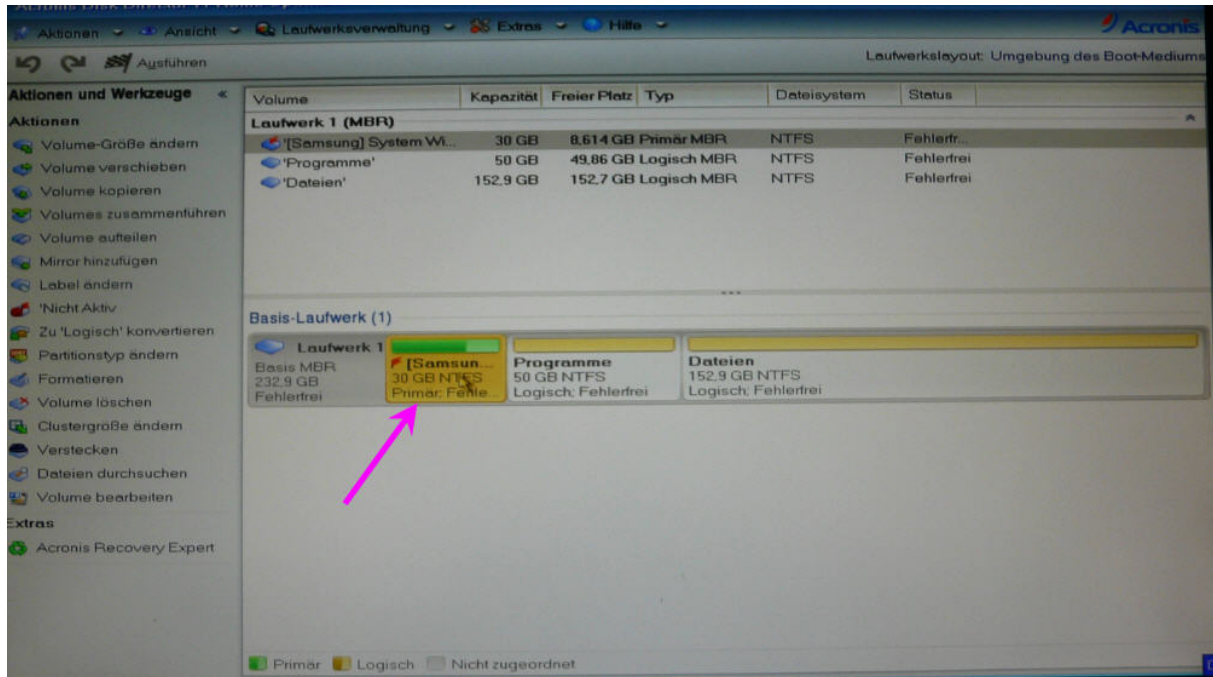 Aktionen Ansicht Laufwerksverwaltung Extras Hilfe Acronis
Ausführen Laufwerkslayout: Umgebung des Boot-Mediums
Aktionen und Werkzeuge «
Aktionen
Volume-Größe ändern
Volume verschieben
Volume kopieren
Volumes zusammenführen
Volume aufteilen
Mirror hinzufügen
Label ändern
'Nicht Aktiv
Zu 'Logisch' konvertieren
Partitionstyp ändern
Formatieren
Volume löschen
Clustergröße ändern
Verstecken
Dateien durchsuchen
Volume bearbeiten
Extras
Acronis Recovery Expert
Volume Kapazität Freier Platz Typ Dateisystem Status
Laufwerk 1 (MBR)
'[Samsung] System Wi... 30 GB 8,614 GB Primär MBR NTFS Fehlerfr...
'Programme' 50 GB 49,86 GB Logisch MBR NTFS Fehlerfrei
'Dateien' 152,9 GB 152,7 GB Logisch MBR NTFS Fehlerfrei
Basis-Laufwerk (1)
Laufwerk 1
Basis MBR
232,9 GB
Fehlerfrei
[Samsun...
30 GB NTFS
Primär; Fehle...
Programme
50 GB NTFS
Logisch; Fehlerfrei
Dateien
152,9 GB NTFS
Logisch; Fehlerfrei
Primär Logisch Nicht zugeordnet